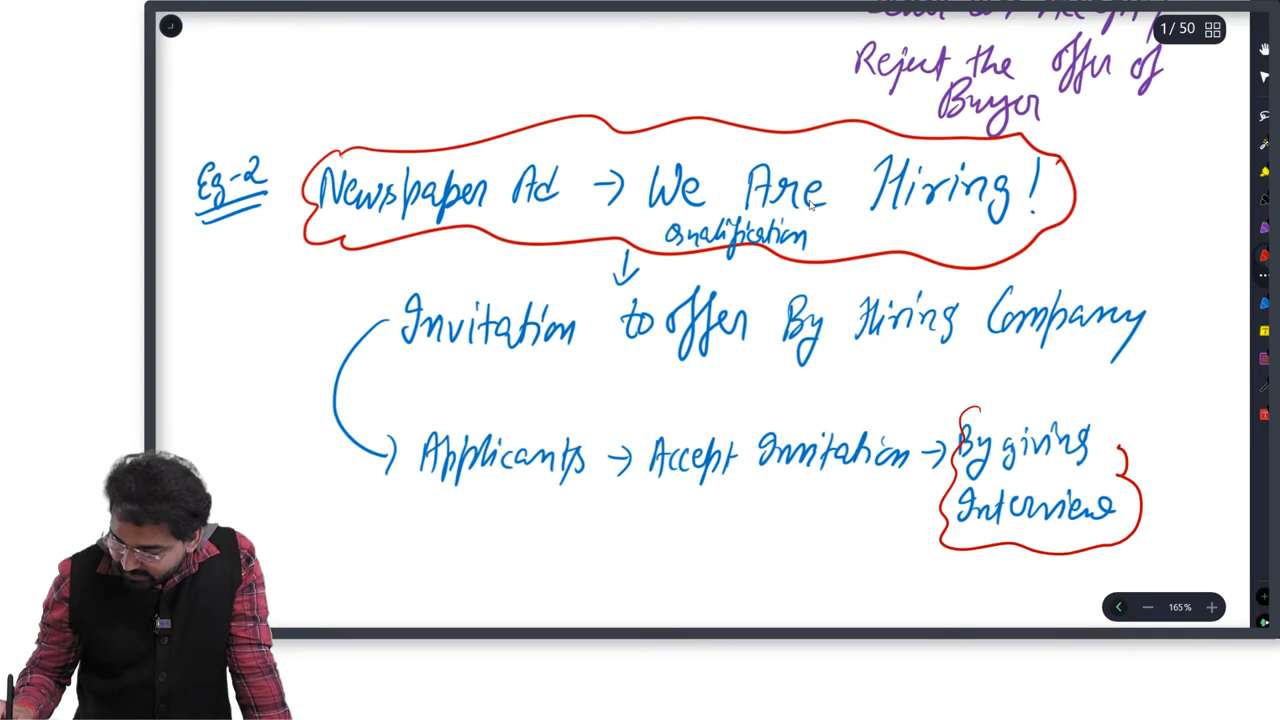 1 / 50
Reject the offer of
Buyer
Eg-2 Newspaper Ad → We Are Hiring!
Qualification
↓
Invitation to offer By Hiring Company
Applicants → Accept Invitation → By giving
Interview
165%